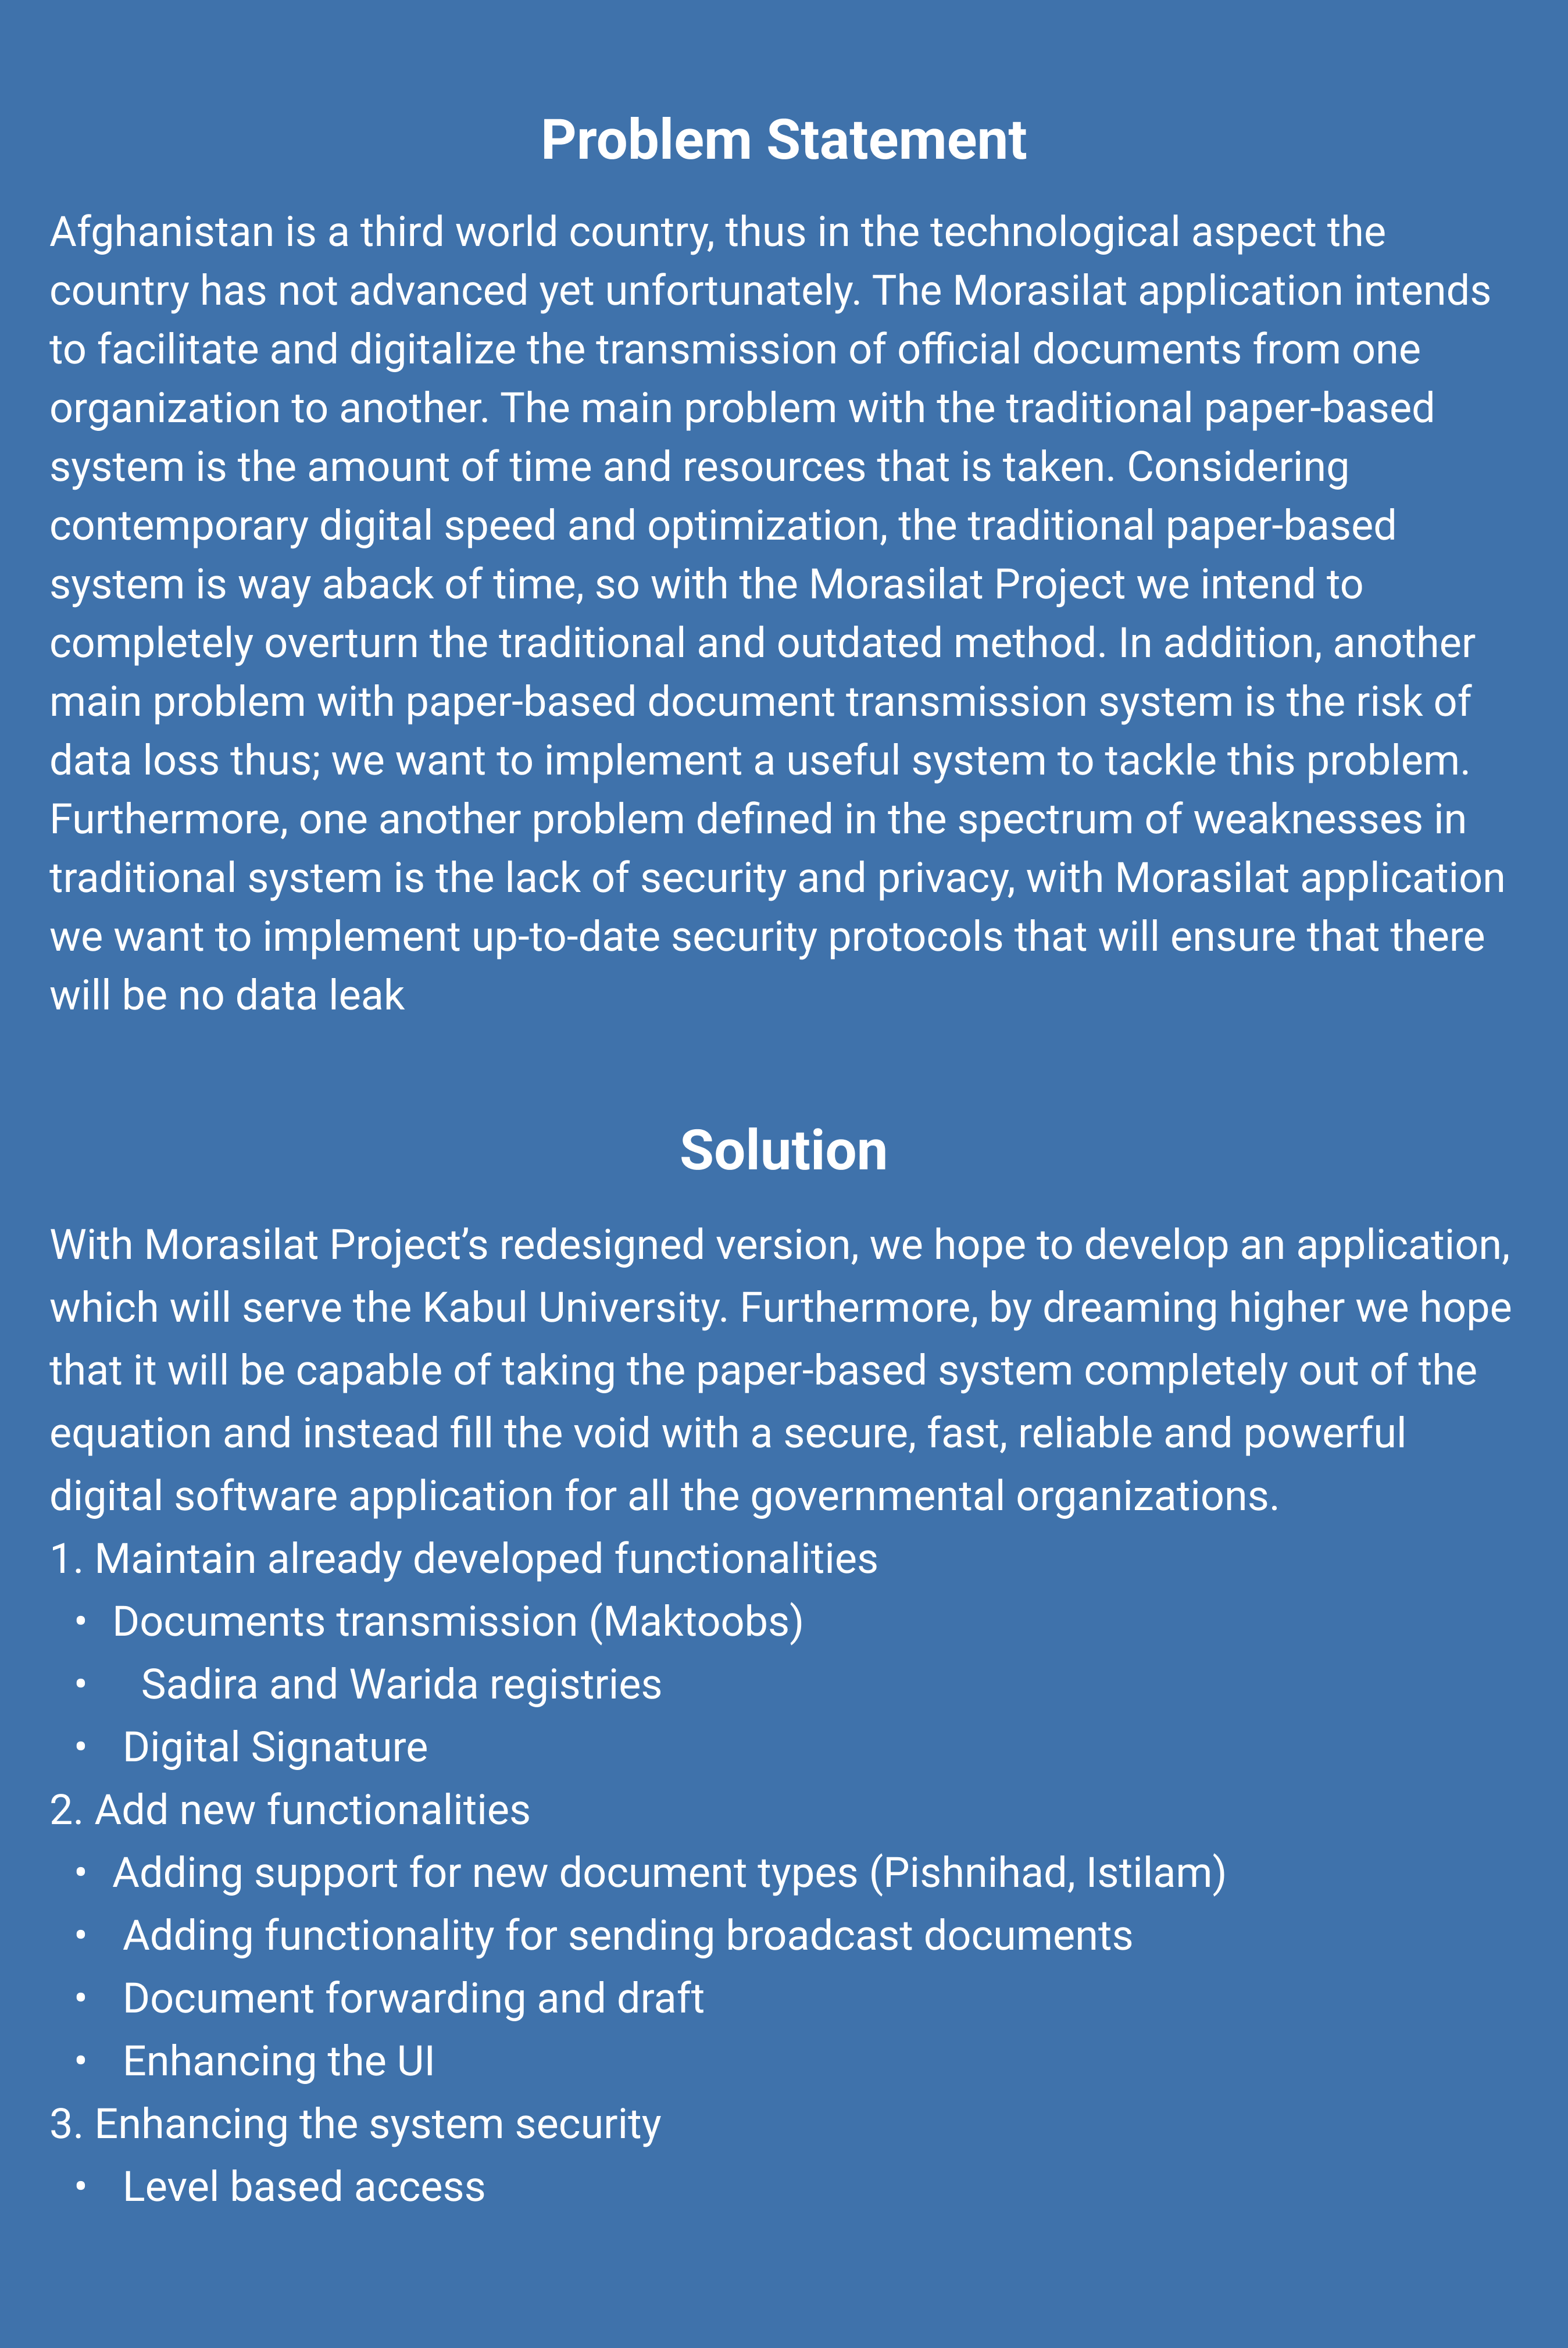 Problem Statement
Afghanistan is a third world country, thus in the technological aspect the
country has not advanced yet unfortunately. The Morasilat application intends
to facilitate and digitalize the transmission of official documents from one
organization to another. The main problem with the traditional paper-based
system is the amount of time and resources that is taken. Considering
contemporary digital speed and optimization, the traditional paper-based
system is way aback of time, so with the Morasilat Project we intend to
completely overturn the traditional and outdated method. In addition, another
main problem with paper-based document transmission system is the risk of
data loss thus; we want to implement a useful system to tackle this problem.
Furthermore, one another problem defined in the spectrum of weaknesses in
traditional system is the lack of security and privacy, with Morasilat application
we want to implement up-to-date security protocols that will ensure that there
will be no data leak
Solution
With Morasilat Project’s redesigned version, we hope to develop an application,
which will serve the Kabul University. Furthermore, by dreaming higher we hope
that it will be capable of taking the paper-based system completely out of the
equation and instead fill the void with a secure, fast, reliable and powerful
digital software application for all the governmental organizations.
1. Maintain already developed functionalities
• Documents transmission (Maktoobs)
• Sadira and Warida registries
• Digital Signature
2. Add new functionalities
• Adding support for new document types (Pishnihad, Istilam)
• Adding functionality for sending broadcast documents
• Document forwarding and draft
• Enhancing the UI
3. Enhancing the system security
• Level based access